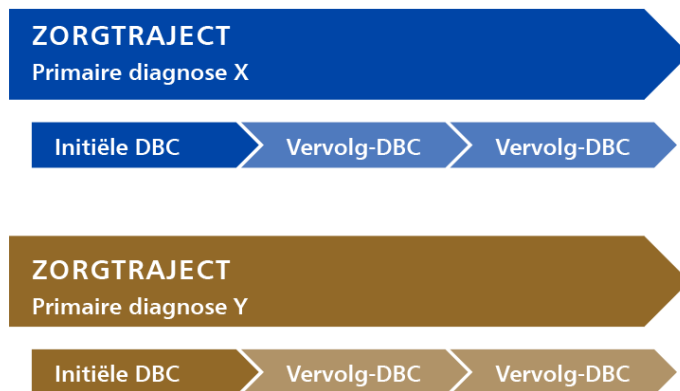 ZORGTRAJECT
Primaire diagnose X
Initiële DBC
Vervolg-DBC
Vervolg-DBC
ZORGTRAJECT
Primaire diagnose Y
Initiële DBC
Vervolg-DBC
Vervolg-DBC